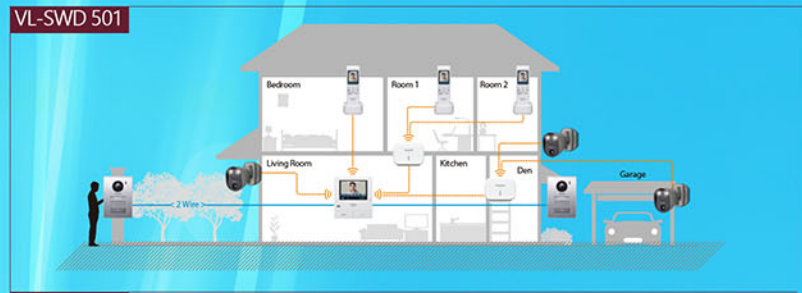 VL-SWD 501
Bedroom
Room 1
Room 2
Living Room
Kitchen
Den
Garage
< 2 Wire >